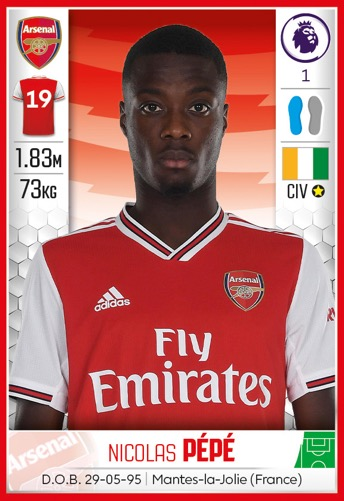 Arsenal
19
1.83M
73KG
1
CIV
adidas
Arsenal
Fly
Emirates
Arsenal
NICOLAS PÉPÉ
D.O.B. 29-05-95 | Mantes-la-Jolie (France)